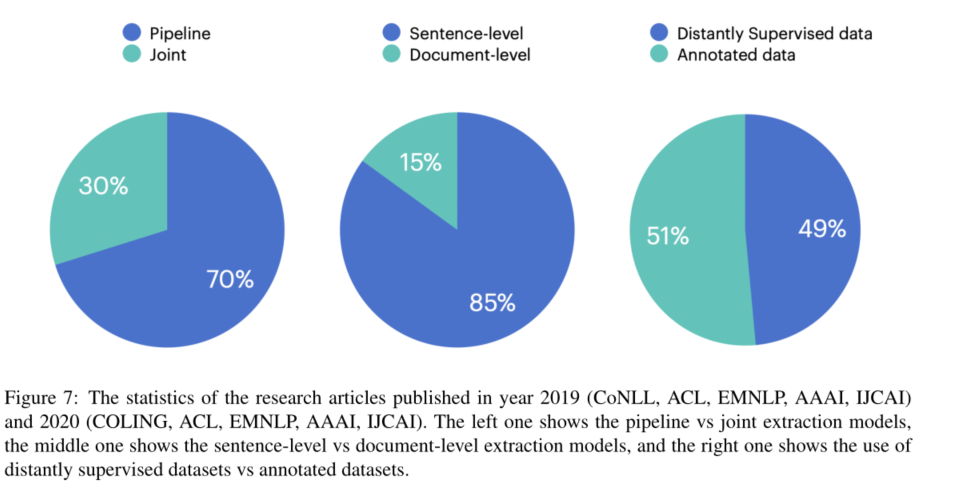 Pipeline
Joint
Sentence-level
Document-level
Distantly Supervised data
Annotated data
30%
70%
15%
85%
51%
49%
Figure 7: The statistics of the research articles published in year 2019 (CoNLL, ACL, EMNLP, AAAI, IJCAI)
and 2020 (COLING, ACL, EMNLP, AAAI, IJCAI). The left one shows the pipeline vs joint extraction models,
the middle one shows the sentence-level vs document-level extraction models, and the right one shows the use of
distantly supervised datasets vs annotated datasets.